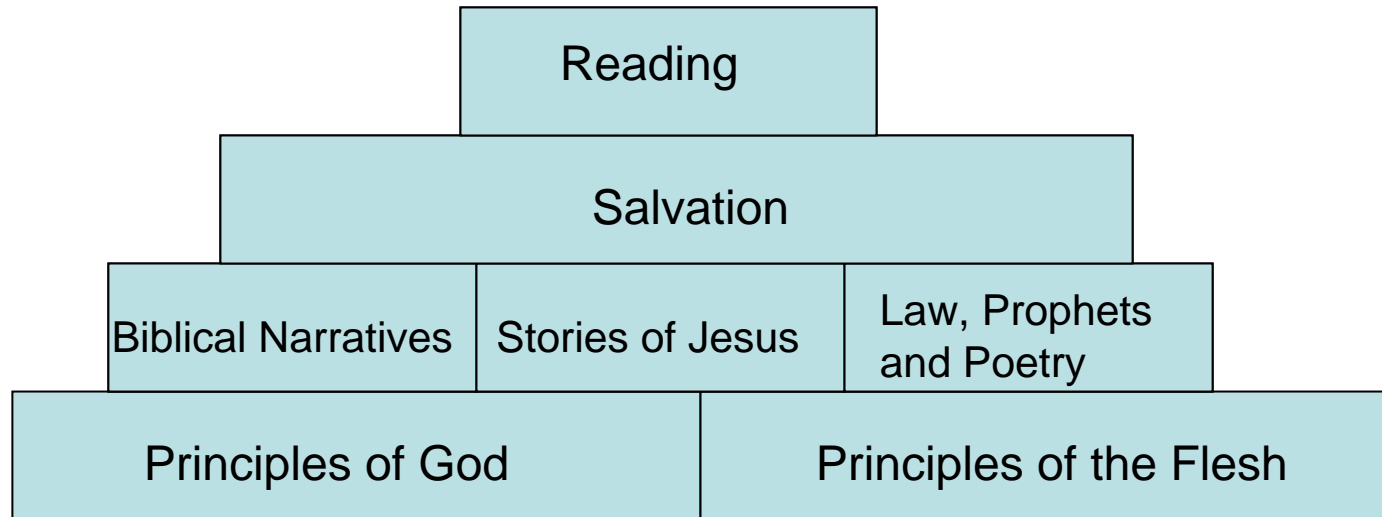 Reading
Salvation
Biblical Narratives
Stories of Jesus
Law, Prophets
and Poetry
Principles of God
Principles of the Flesh